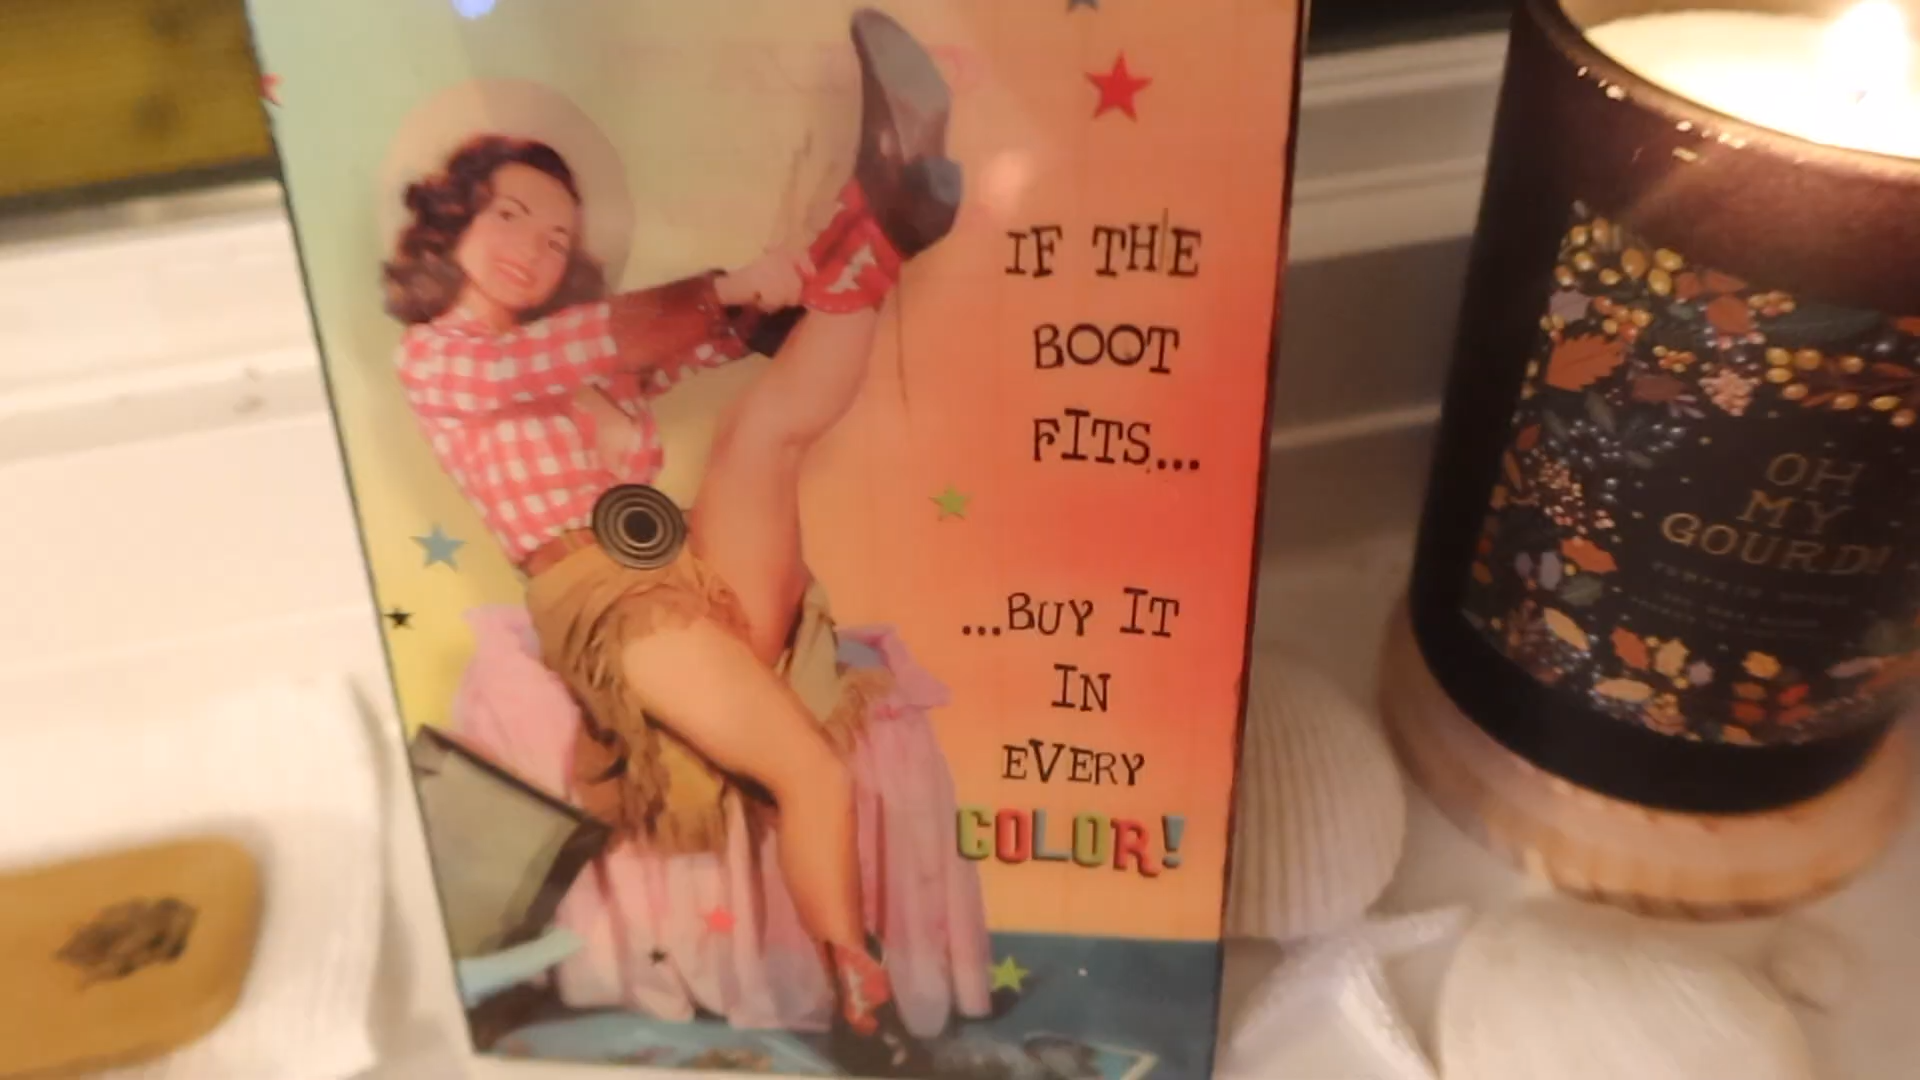 IF THE
BOOT
FITS...
...BUY IT
IN
EVERY
COLOR!
OH
MY
GOURD!